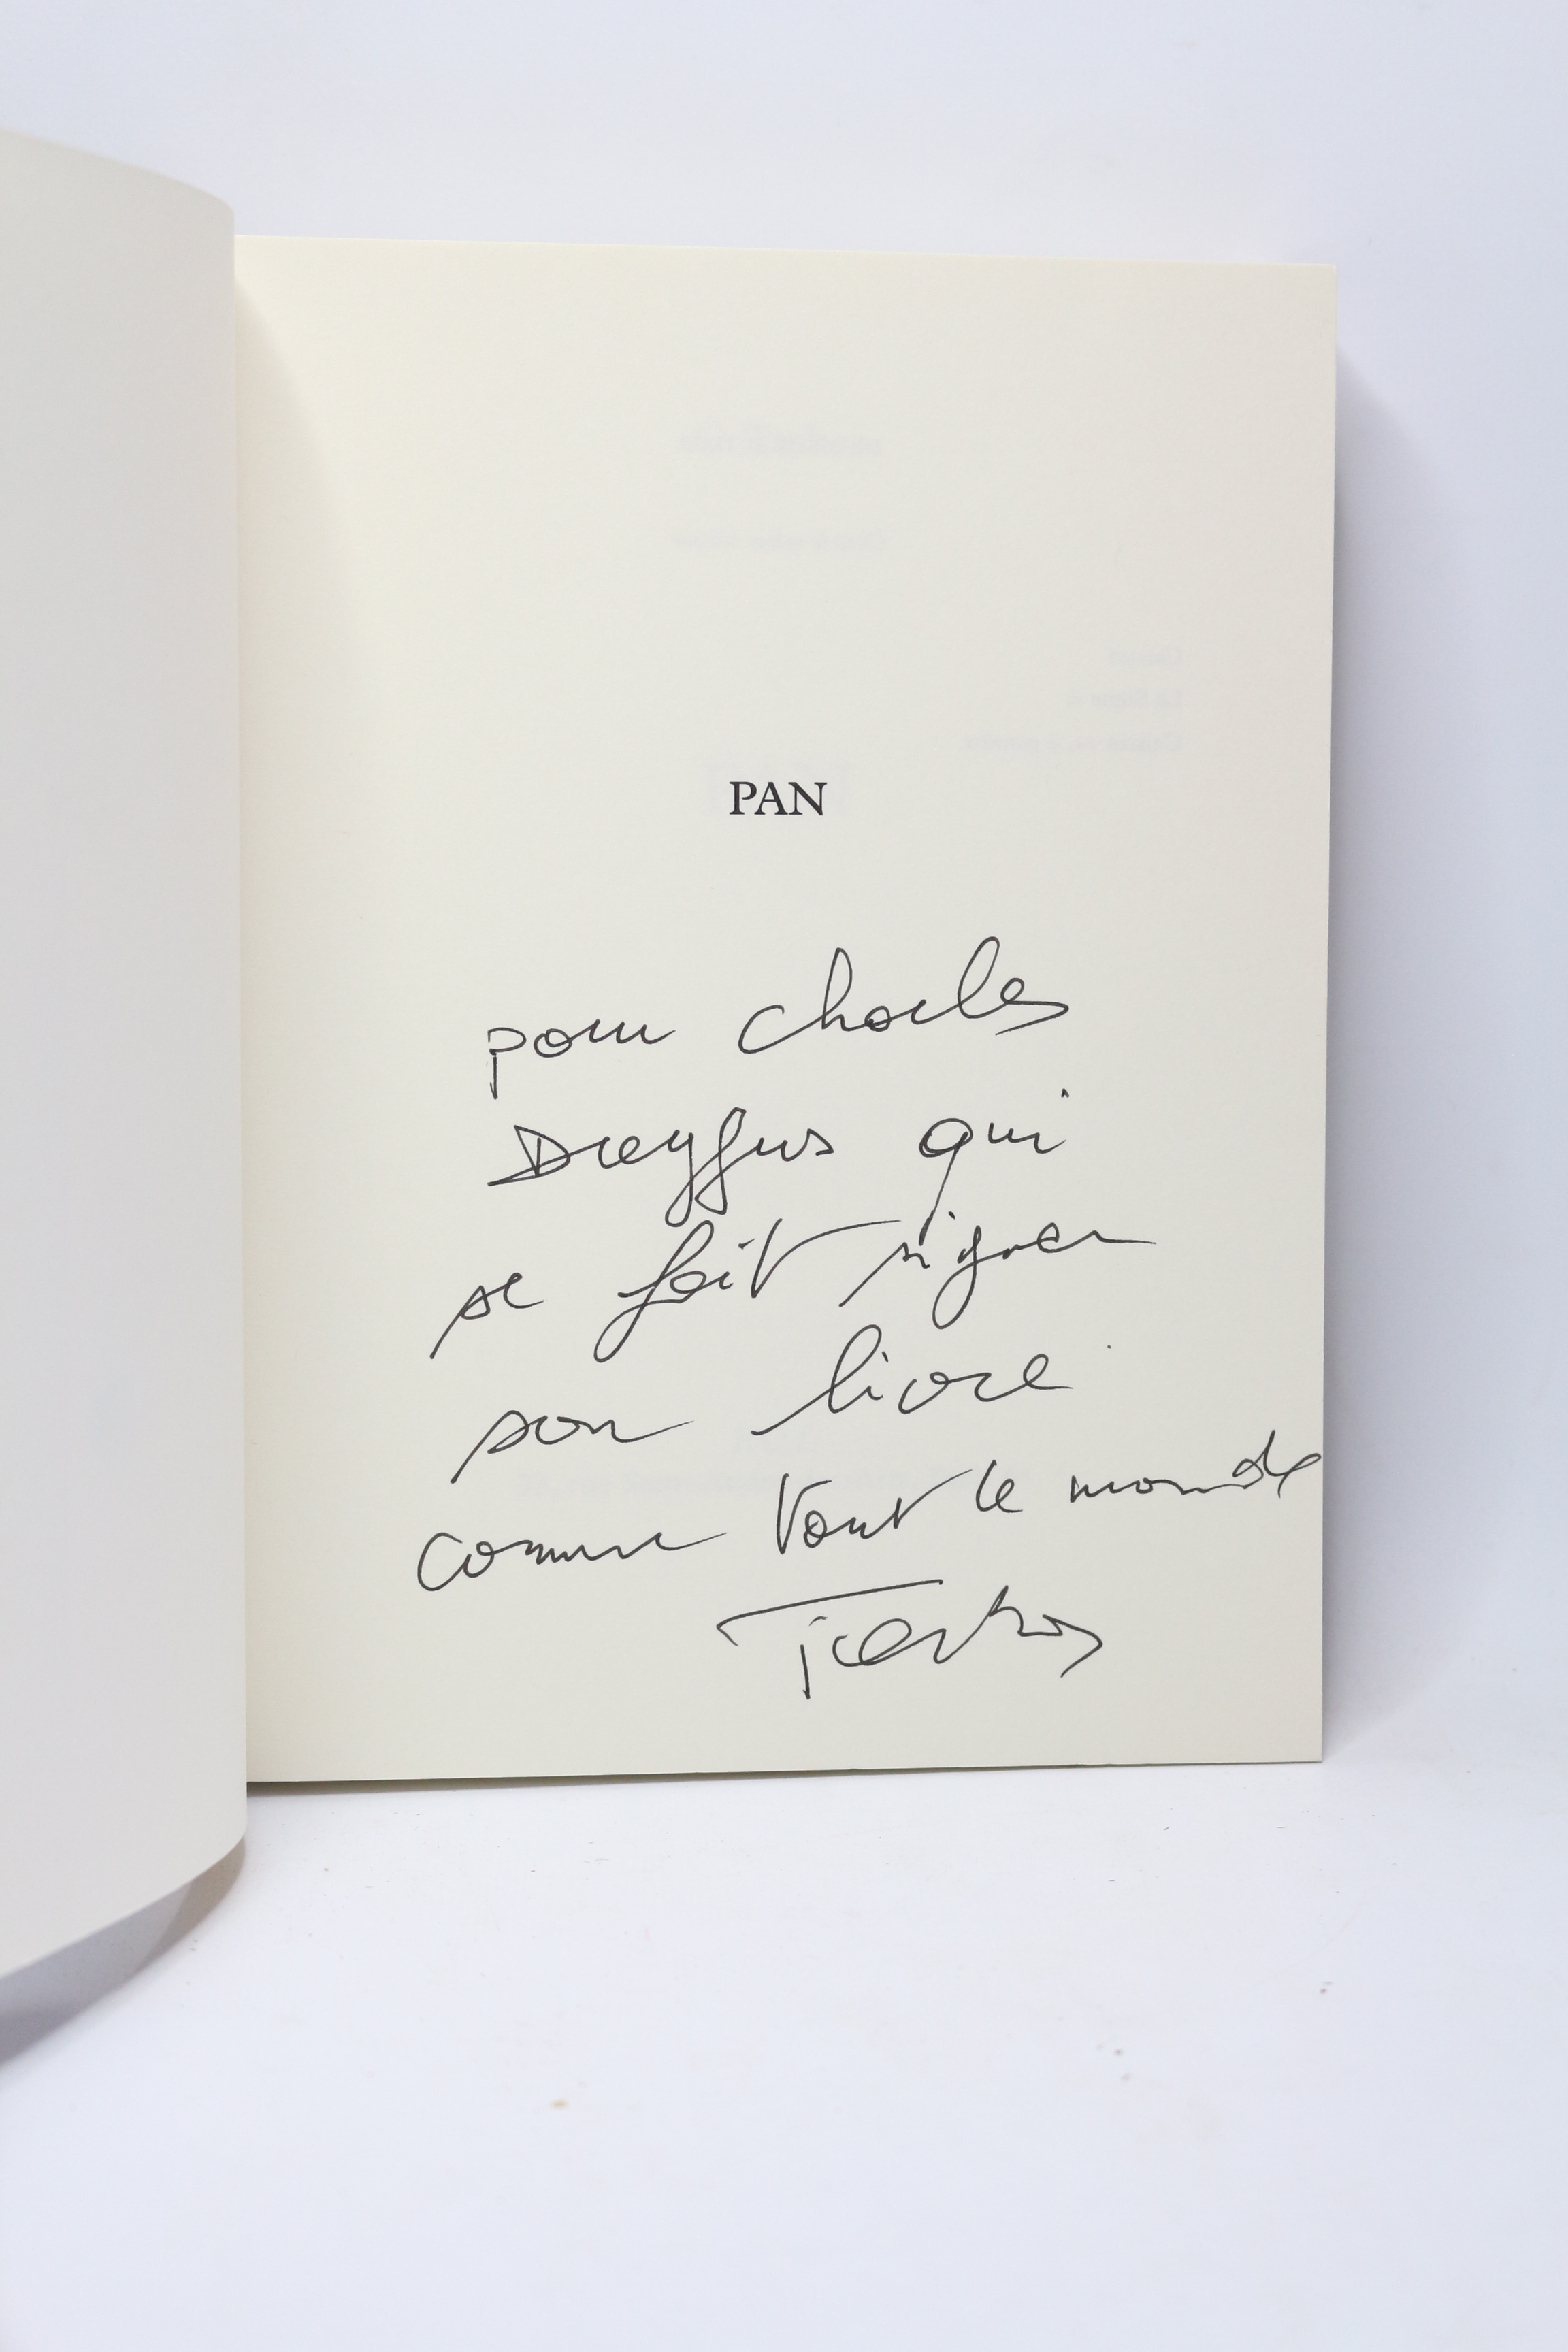 PAN
pour Charles
Dreyfus qui
se fait signer
son livre
comme tout le monde